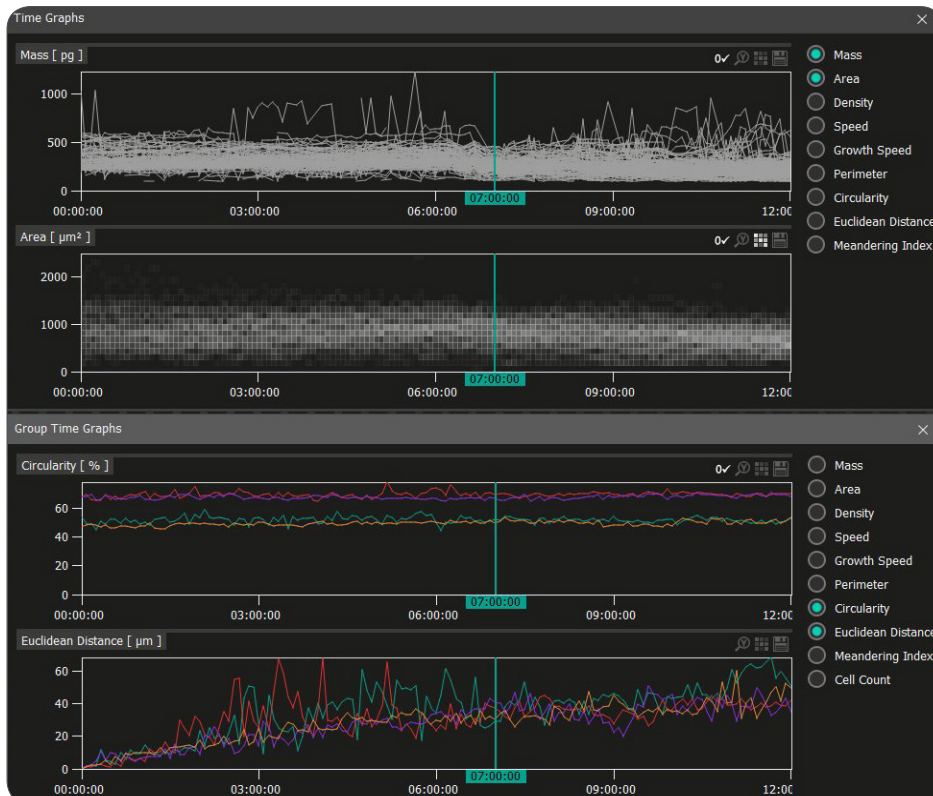 Time Graphs
Mass [ pg ]
0✓
1000
500
0
00:00:00 03:00:00 06:00:00 07:00:00 09:00:00 12:00
Area [ µm² ]
0✓
2000
1000
0
00:00:00 03:00:00 06:00:00 07:00:00 09:00:00 12:00
Mass
Area
Density
Speed
Growth Speed
Perimeter
Circularity
Euclidean Distance
Meandering Index
Group Time Graphs
Circularity [ % ]
0✓
60
40
20
0
00:00:00 03:00:00 06:00:00 07:00:00 09:00:00 12:00
Euclidean Distance [ µm ]
60
40
20
0
00:00:00 03:00:00 06:00:00 07:00:00 09:00:00 12:00
Mass
Area
Density
Speed
Growth Speed
Perimeter
Circularity
Euclidean Distance
Meandering Index
Cell Count